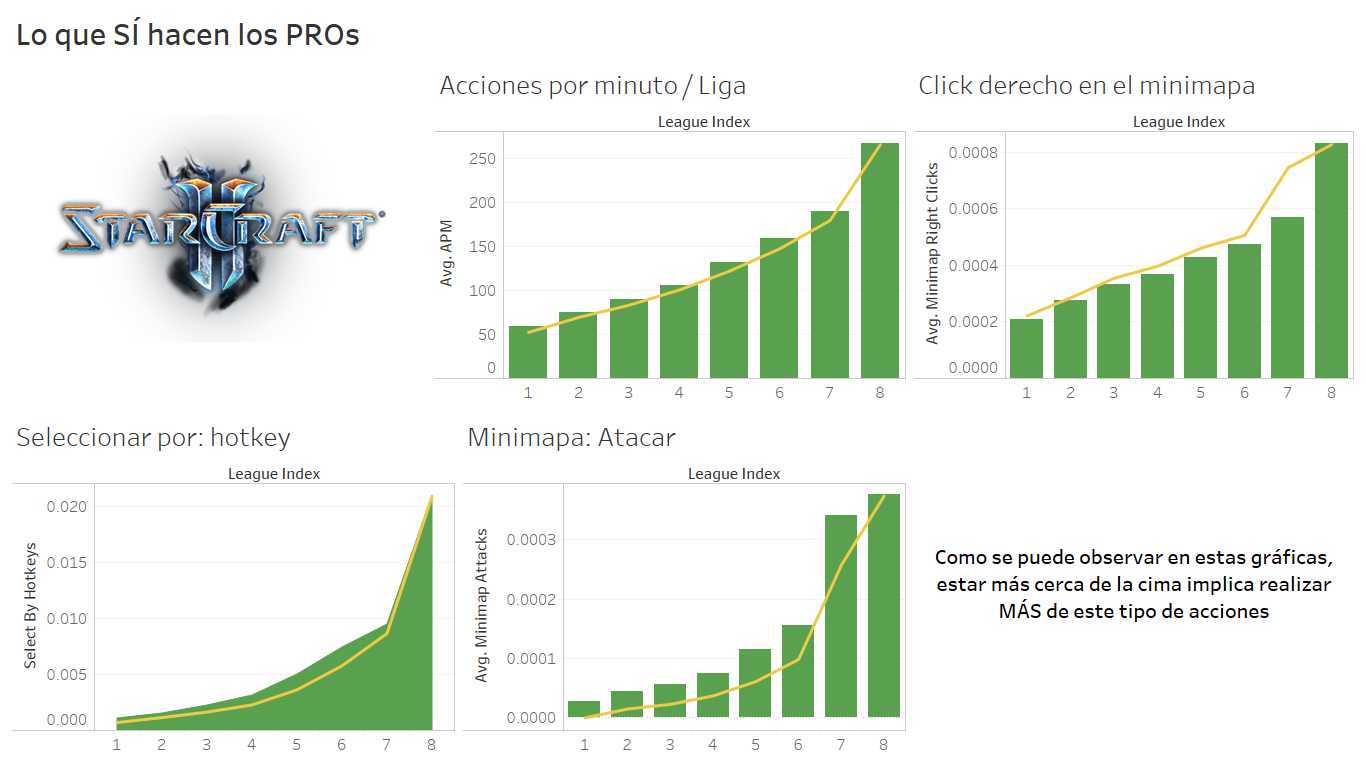 Lo que SÍ hacen los PROs
STARCRAFT
II
Acciones por minuto / Liga
League Index
Avg. APM
250
200
150
100
50
0
1 2 3 4 5 6 7 8
Click derecho en el minimapa
League Index
Avg. Minimap Right Clicks
0.0008
0.0006
0.0004
0.0002
0.0000
1 2 3 4 5 6 7 8
Seleccionar por: hotkey
League Index
Select By Hotkeys
0.020
0.015
0.010
0.005
0.000
1 2 3 4 5 6 7 8
Minimapa: Atacar
League Index
Avg. Minimap Attacks
0.0003
0.0002
0.0001
0.0000
1 2 3 4 5 6 7 8
Como se puede observar en estas gráficas,
estar más cerca de la cima implica realizar
MÁS de este tipo de acciones